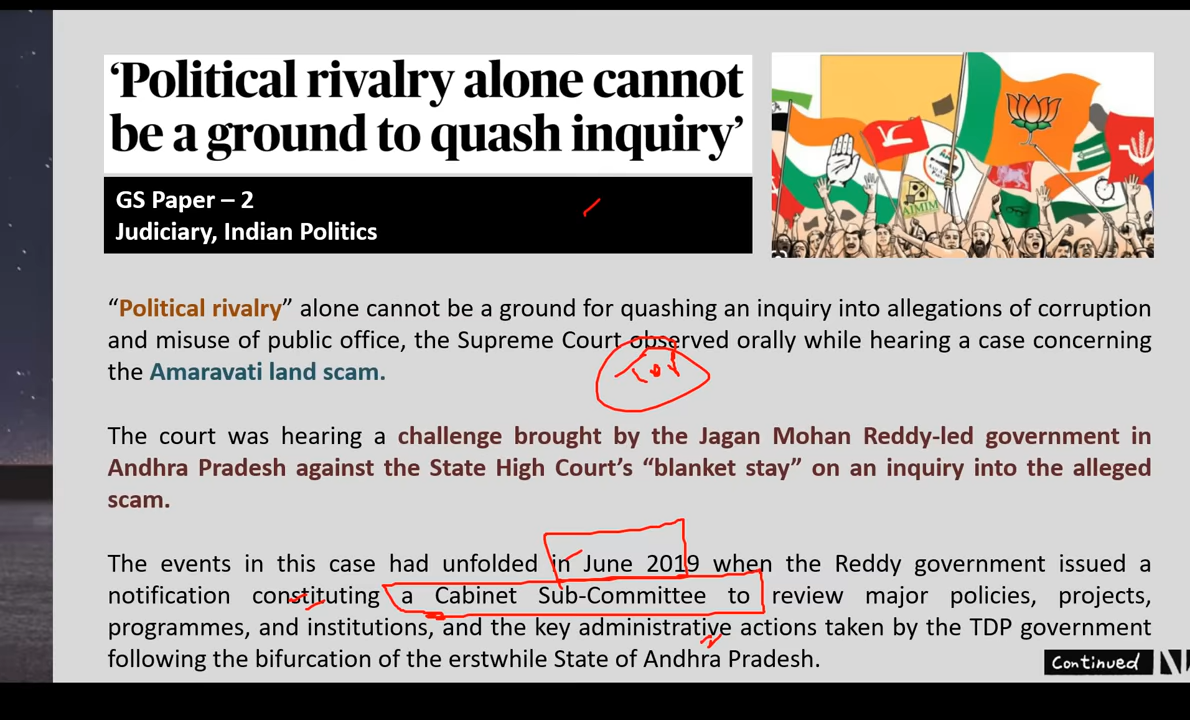 ‘Political rivalry alone cannot
be a ground to quash inquiry’
GS Paper – 2
Judiciary, Indian Politics
AIMIM
“Political rivalry” alone cannot be a ground for quashing an inquiry into allegations of corruption
and misuse of public office, the Supreme Court observed orally while hearing a case concerning
the Amaravati land scam.
The court was hearing a challenge brought by the Jagan Mohan Reddy-led government in
Andhra Pradesh against the State High Court’s “blanket stay” on an inquiry into the alleged
scam.
The events in this case had unfolded in June 2019 when the Reddy government issued a
notification constituting a Cabinet Sub-Committee to review major policies, projects,
programmes, and institutions, and the key administrative actions taken by the TDP government
following the bifurcation of the erstwhile State of Andhra Pradesh.
Continued